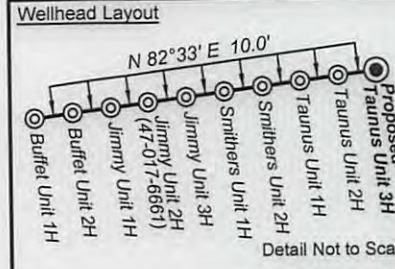 Wellhead Layout
N 82°33' E 10.0'
Buffet Unit 1H
Buffet Unit 2H
Jimmy Unit 1H
Jimmy Unit 2H
(47-017-6661)
Jimmy Unit 3H
Smithers Unit 1H
Smithers Unit 2H
Taunus Unit 1H
Taunus Unit 2H
Proposed
Taunus Unit 3H
Detail Not to Sca